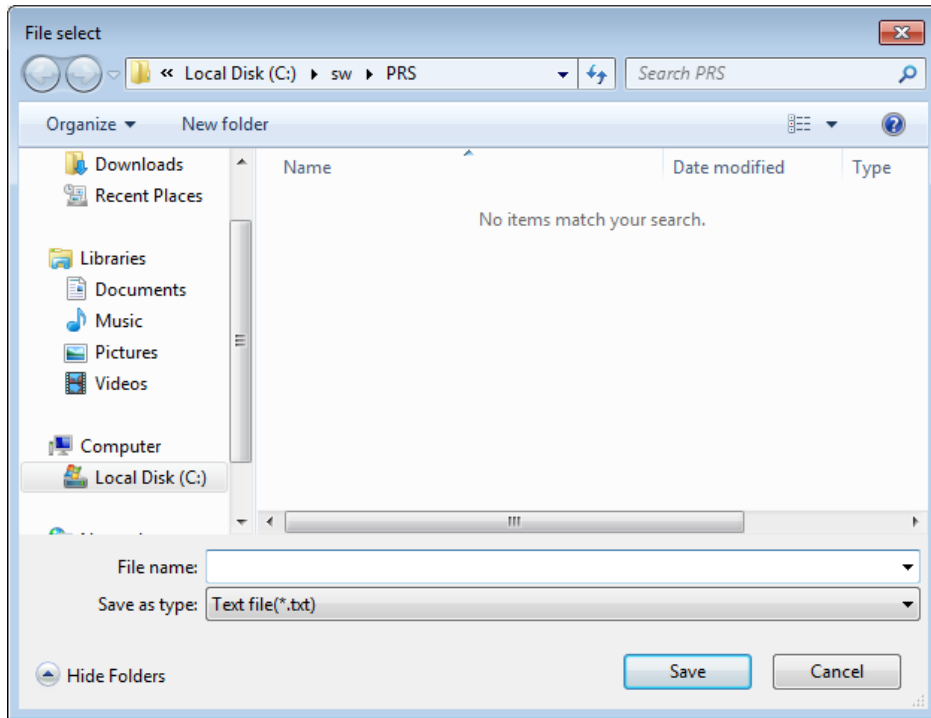 File select
« Local Disk (C:) ▸ sw ▸ PRS
Search PRS
Organize
New folder
Name
Date modified
Type
No items match your search.
Downloads
Recent Places
Libraries
Documents
Music
Pictures
Videos
Computer
Local Disk (C:)
File name:
Save as type: Text file(*.txt)
Hide Folders
Save
Cancel